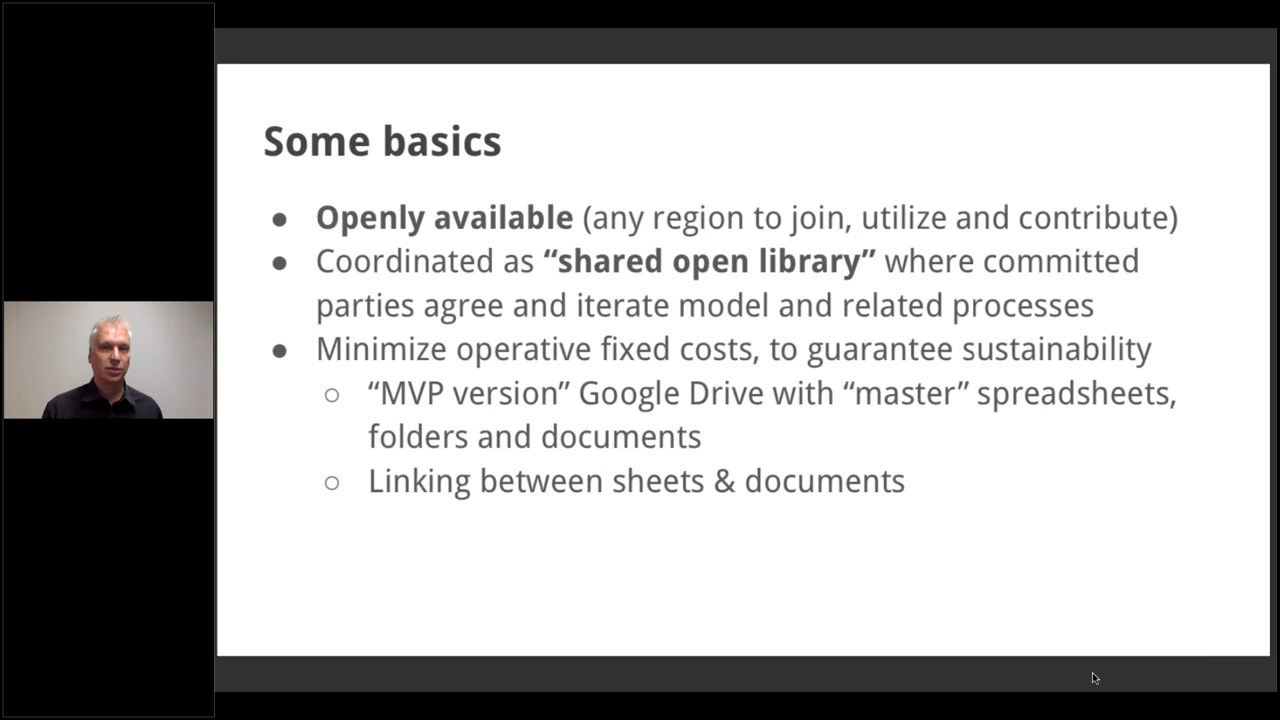 Some basics
● Openly available (any region to join, utilize and contribute)
● Coordinated as “shared open library” where committed
parties agree and iterate model and related processes
● Minimize operative fixed costs, to guarantee sustainability
○ “MVP version” Google Drive with “master” spreadsheets,
folders and documents
○ Linking between sheets & documents